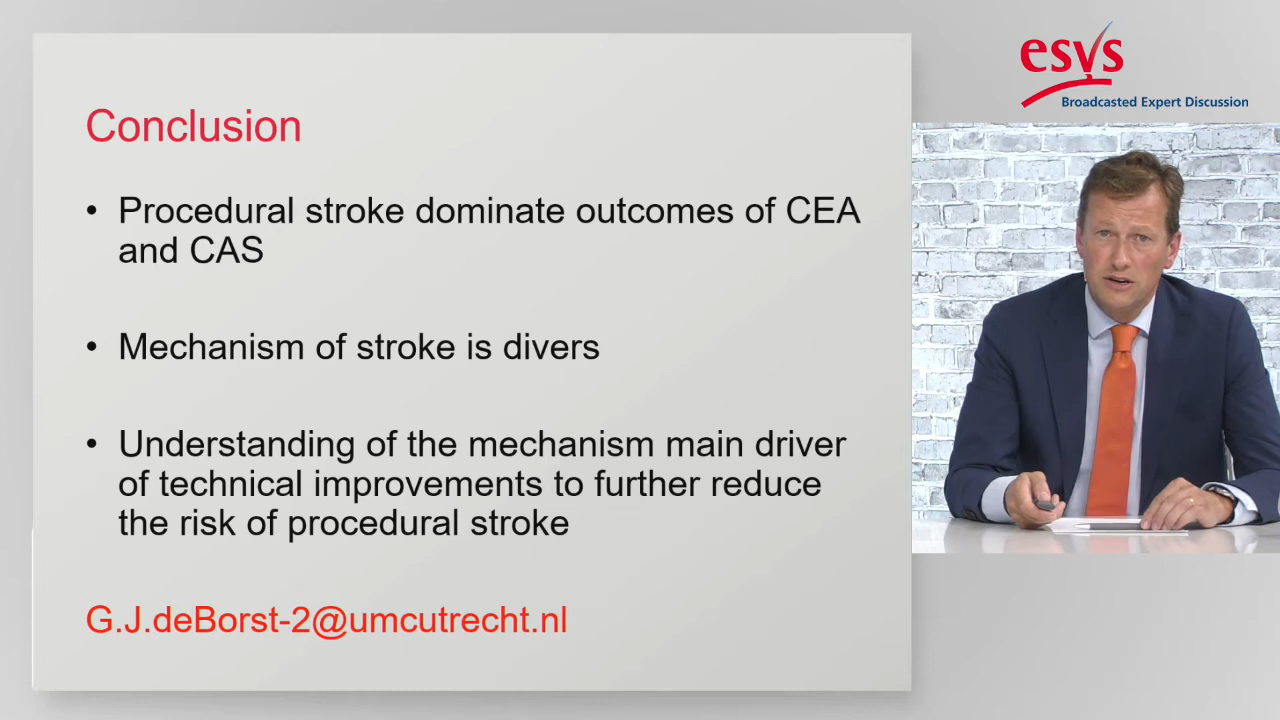 esvs
Broadcasted Expert Discussion
Conclusion
• Procedural stroke dominate outcomes of CEA
and CAS
• Mechanism of stroke is divers
• Understanding of the mechanism main driver
of technical improvements to further reduce
the risk of procedural stroke
G.J.deBorst-2@umcutrecht.nl